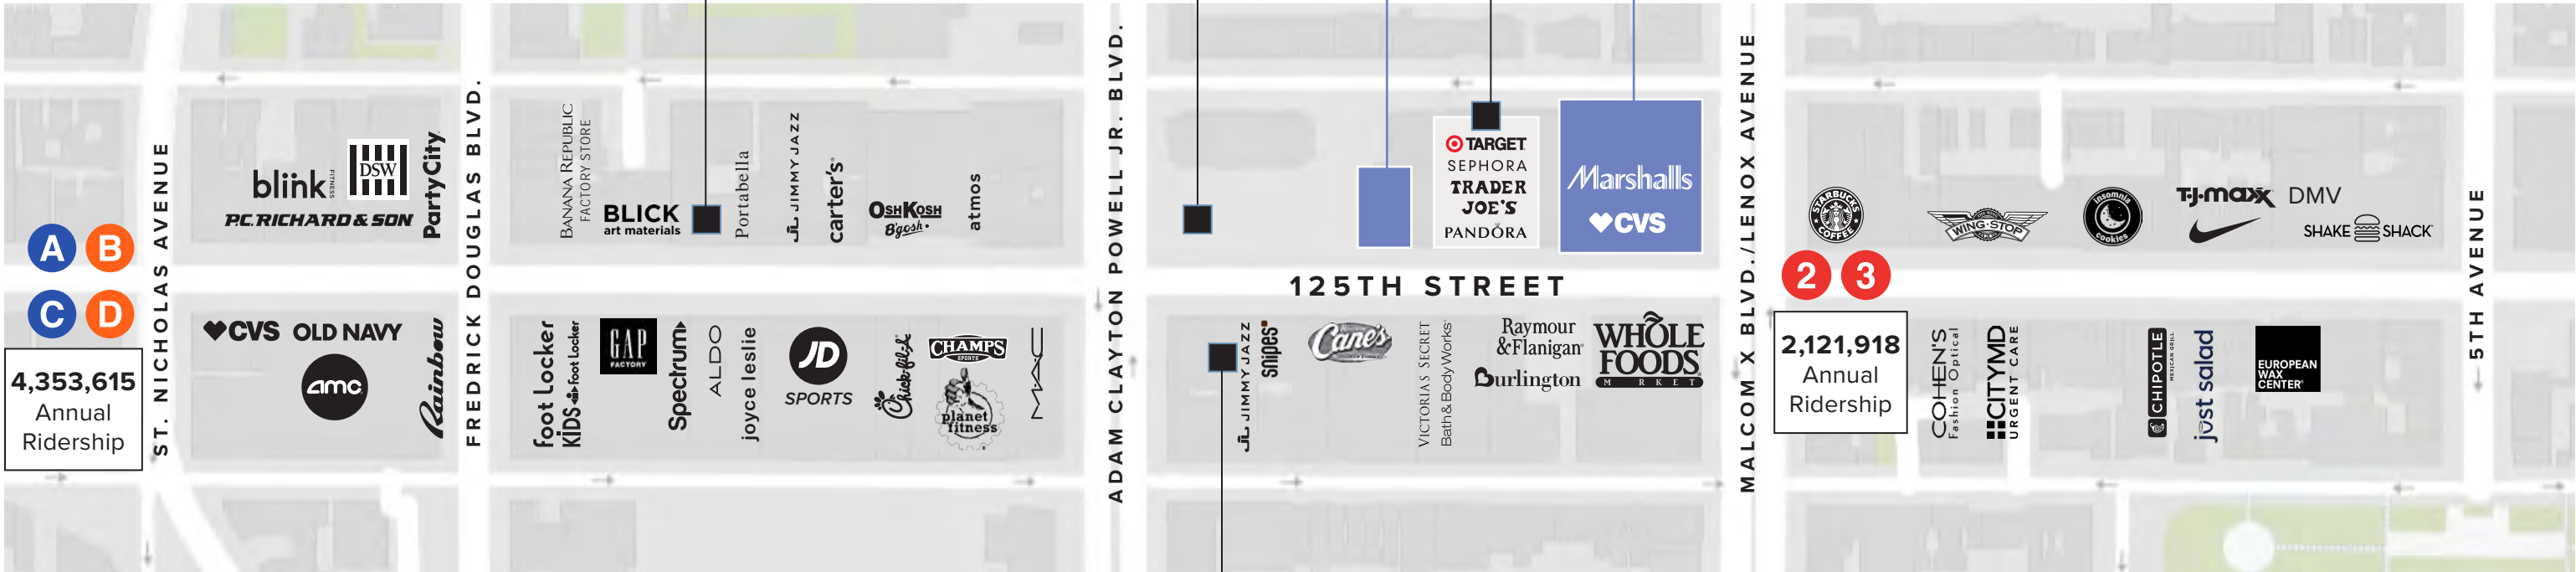 A B
C D
4,353,615
Annual
Ridership
ST. NICHOLAS AVENUE
blink
FITNESS
DSW
P.C. RICHARD & SON
PartyCity
CVS
OLD NAVY
amc
Rainbow
FREDRICK DOUGLAS BLVD.
BANANA REPUBLIC
FACTORY STORE
BLICK
art materials
Portabella
JJ JIMMY JAZZ
carter's
OSHKOSH
B'gosh
atmos
foot Locker
KIDS Foot Locker
GAP
FACTORY
Spectrum
ALDO
joyce leslie
JD
SPORTS
Chick-fil-A
CHAMPS
SPORTS
planet
fitness
MAC
ADAM CLAYTON POWELL JR. BLVD.
TARGET
SEPHORA
TRADER
JOE'S
PANDÖRA
Marshalls
CVS
125TH STREET
JJ JIMMY JAZZ
snipes
Cane's
VICTORIAS SECRET
Bath & Body Works
Raymour
&Flanigan
Burlington
WHOLE
FOODS
M RKET
MALCOM X BLVD./LENOX AVENUE
STARBUCKS
COFFEE
2 3
2,121,918
Annual
Ridership
WING·STOP
insomnia
cookies
T·J·maxx
DMV
SHAKE SHACK
COHEN'S
Fashion Optical
CITYMD
URGENT CARE
CHIPOTLE
MEXICAN GRILL
just salad
EUROPEAN
WAX
CENTER
5TH AVENUE